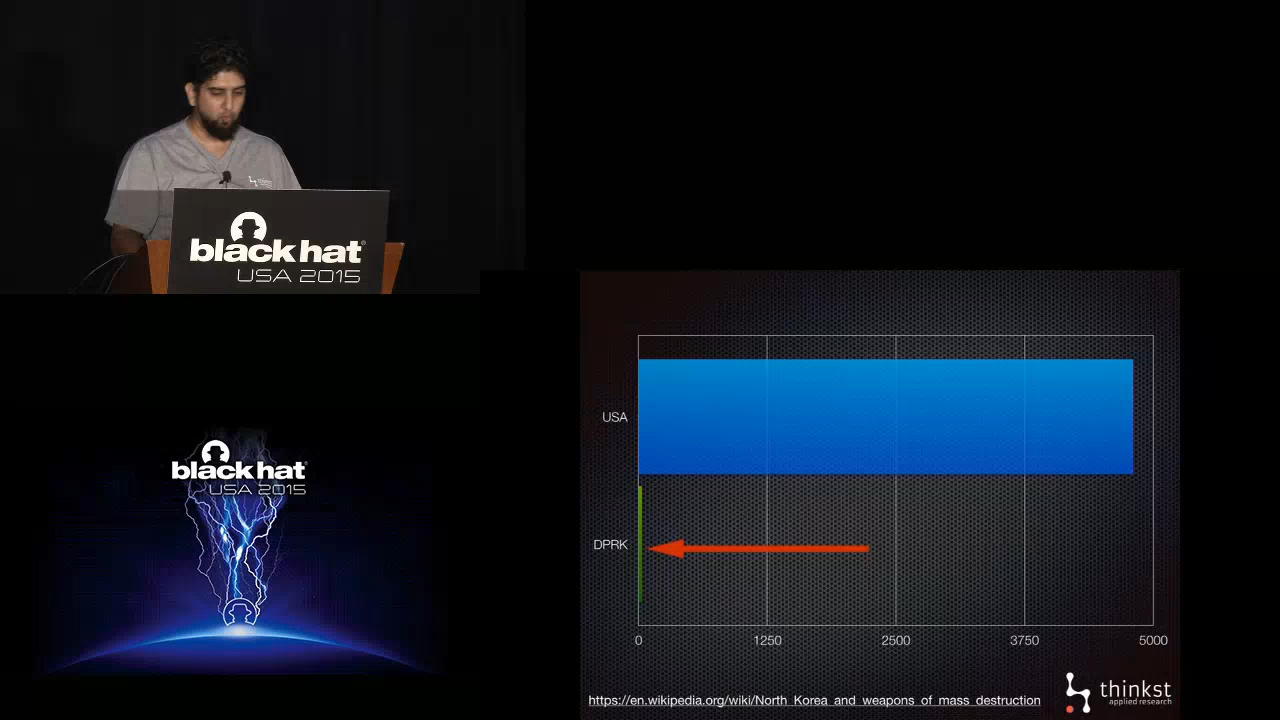 black hat
USA 2015
black hat
USA 2015
USA
DPRK
0 1250 2500 3750 5000
https://en.wikipedia.org/wiki/North_Korea_and_weapons_of_mass_destruction
thinkst
applied research